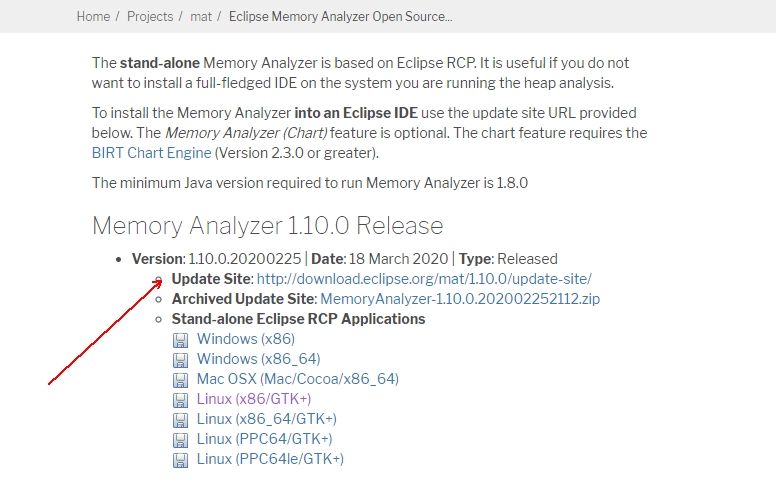 Home / Projects / mat / Eclipse Memory Analyzer Open Source...
The stand-alone Memory Analyzer is based on Eclipse RCP. It is useful if you do not
want to install a full-fledged IDE on the system you are running the heap analysis.
To install the Memory Analyzer into an Eclipse IDE use the update site URL provided
below. The Memory Analyzer (Chart) feature is optional. The chart feature requires the
BIRT Chart Engine (Version 2.3.0 or greater).
The minimum Java version required to run Memory Analyzer is 1.8.0
Memory Analyzer 1.10.0 Release
Version: 1.10.0.20200225 | Date: 18 March 2020 | Type: Released
Update Site: http://download.eclipse.org/mat/1.10.0/update-site/
Archived Update Site: MemoryAnalyzer-1.10.0.202002252112.zip
Stand-alone Eclipse RCP Applications
Windows (x86)
Windows (x86_64)
Mac OSX (Mac/Cocoa/x86_64)
Linux (x86/GTK+)
Linux (x86_64/GTK+)
Linux (PPC64/GTK+)
Linux (PPC64le/GTK+)